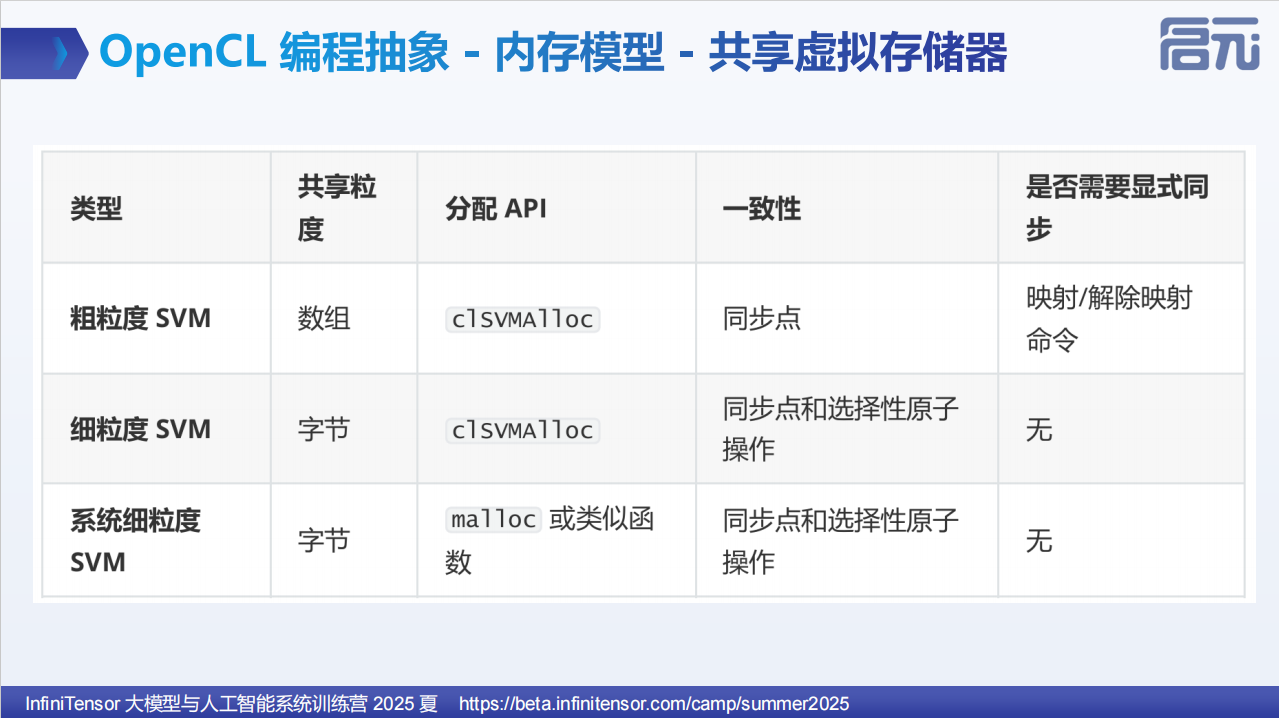 OpenCL 编程抽象 - 内存模型 - 共享虚拟存储器
启元
类型
共享粒
度
分配 API
一致性
是否需要显式同
步
粗粒度 SVM
数组
clSVMAlloc
同步点
映射/解除映射
命令
细粒度 SVM
字节
clSVMAlloc
同步点和选择性原子
操作
无
系统细粒度
SVM
字节
malloc 或类似函
数
同步点和选择性原子
操作
无
InfiniTensor 大模型与人工智能系统训练营 2025 夏 https://beta.infinitensor.com/camp/summer2025